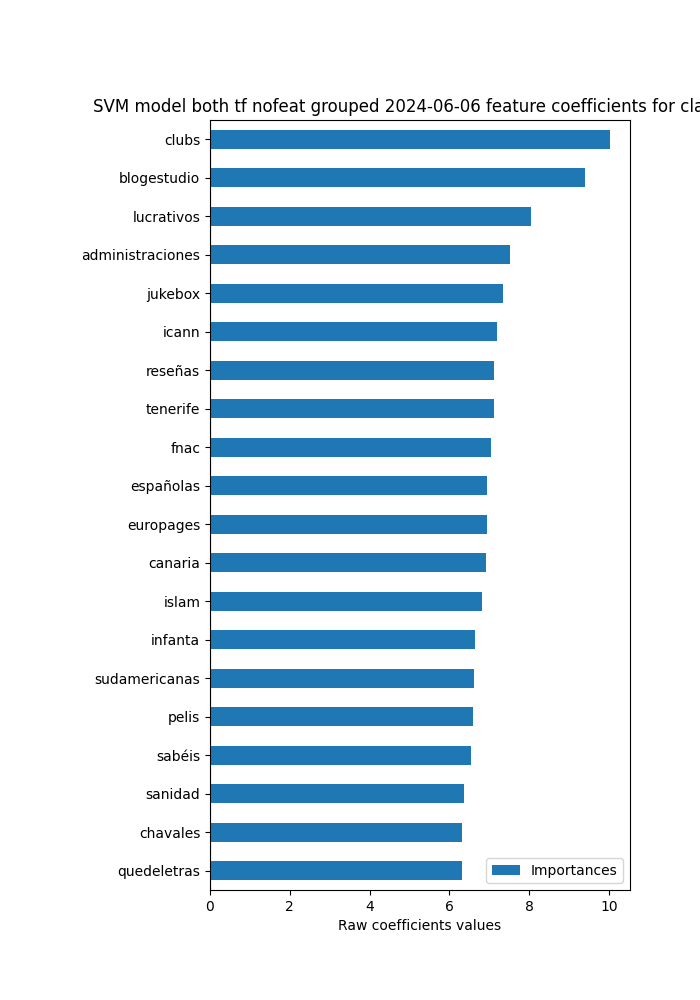 SVM model both tf nofeat grouped 2024-06-06 feature coefficients for cla
clubs
blogestudio
lucrativos
administraciones
jukebox
icann
reseñas
tenerife
fnac
españolas
europages
canaria
islam
infanta
sudamericanas
pelis
sabéis
sanidad
chavales
quedeletras
Importances
0 2 4 6 8 10
Raw coefficients values